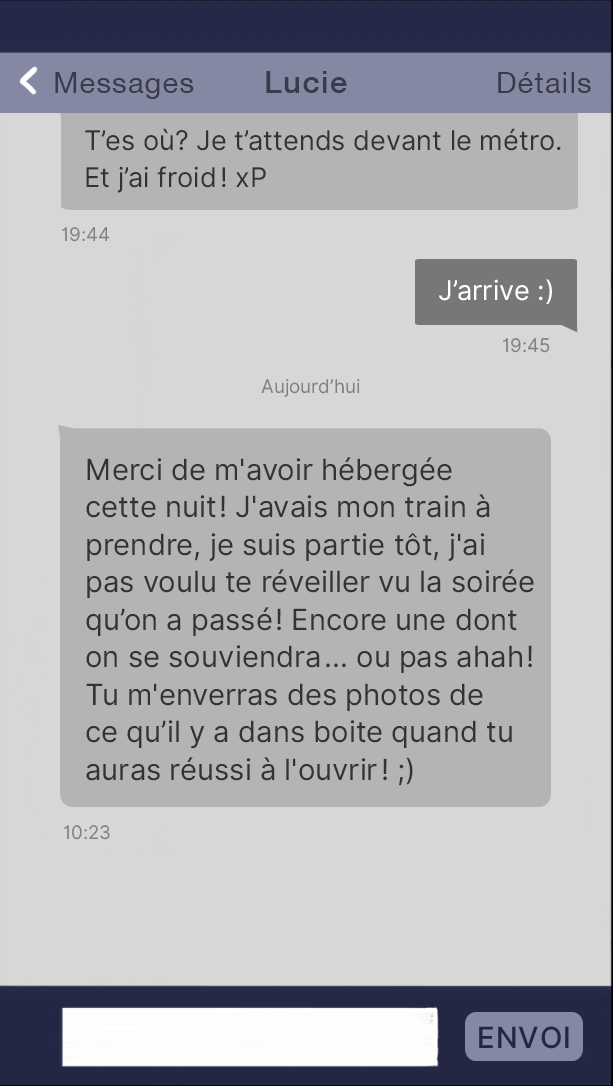 Messages Lucie Détails
T’es où? Je t’attends devant le métro.
Et j’ai froid! xP
19:44
J’arrive :)
19:45
Aujourd’hui
Merci de m'avoir hébergée
cette nuit! J'avais mon train à
prendre, je suis partie tôt, j'ai
pas voulu te réveiller vu la soirée
qu’on a passé! Encore une dont
on se souviendra... ou pas ahah!
Tu m'enverras des photos de
ce qu’il y a dans boite quand tu
auras réussi à l'ouvrir! ;)
10:23
ENVOI